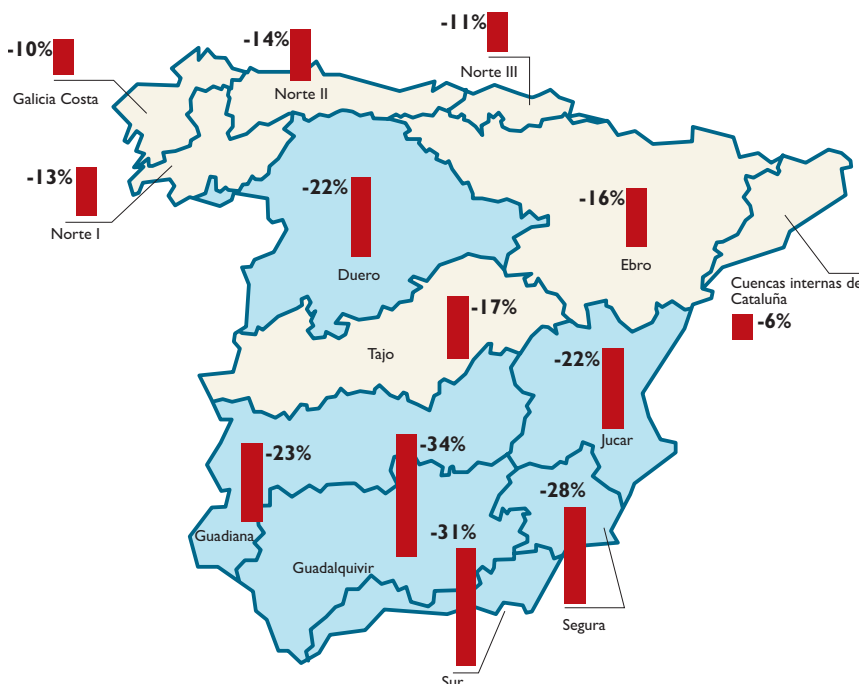 -10%
Galicia Costa
-14%
Norte II
-11%
Norte III
-13%
Norte I
-22%
Duero
-16%
Ebro
Cuencas internas de
Cataluña
-6%
-17%
Tajo
-22%
Jucar
-23%
Guadiana
-34%
Guadalquivir
-31%
Sur
-28%
Segura